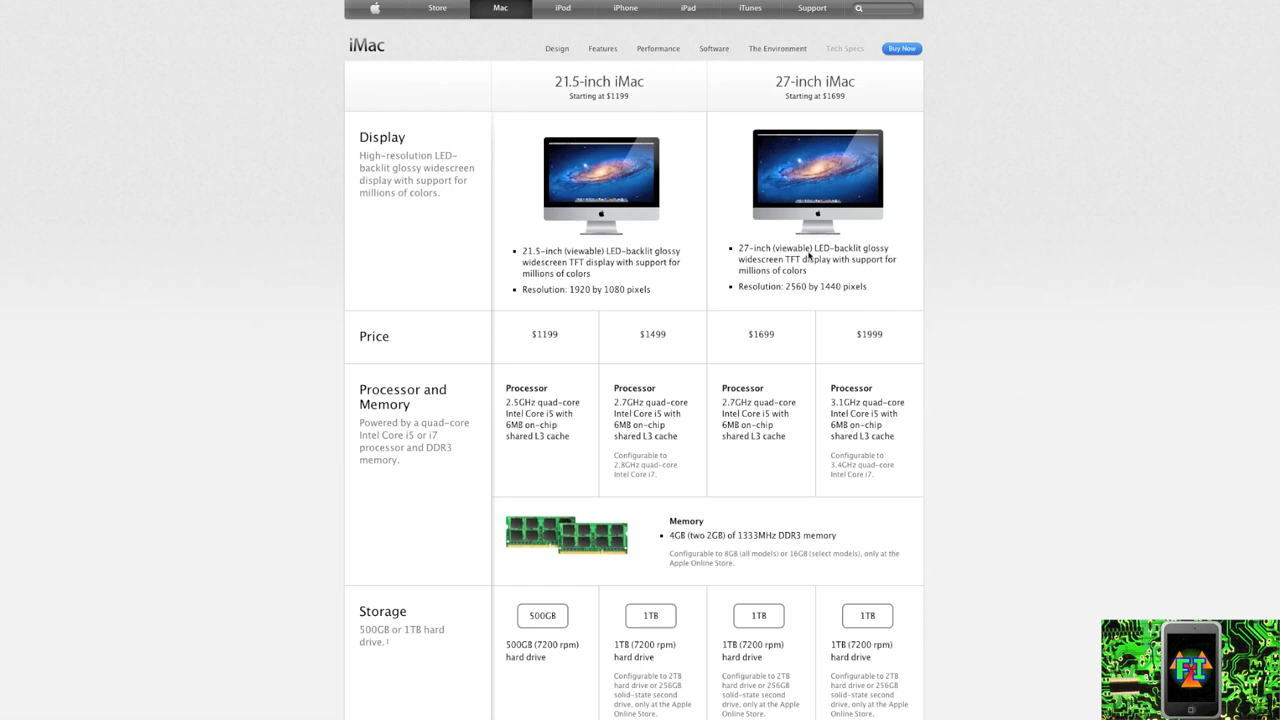 Store
Mac
iPod
iPhone
iPad
iTunes
Support
iMac
Design
Features
Performance
Software
The Environment
Tech Specs
Buy Now
21.5-inch iMac
Starting at $1199
27-inch iMac
Starting at $1699
Display
High-resolution LED-
backlit glossy widescreen
display with support for
millions of colors.
21.5-inch (viewable) LED-backlit glossy
widescreen TFT display with support for
millions of colors
Resolution: 1920 by 1080 pixels
27-inch (viewable) LED-backlit glossy
widescreen TFT display with support for
millions of colors
Resolution: 2560 by 1440 pixels
Price
$1199
$1499
$1699
$1999
Processor and
Memory
Powered by a quad-core
Intel Core i5 or i7
processor and DDR3
memory.
Processor
2.5GHz quad-core
Intel Core i5 with
6MB on-chip
shared L3 cache
Processor
2.7GHz quad-core
Intel Core i5 with
6MB on-chip
shared L3 cache
Configurable to
2.8GHz quad-core
Intel Core i7.
Processor
2.7GHz quad-core
Intel Core i5 with
6MB on-chip
shared L3 cache
Processor
3.1GHz quad-core
Intel Core i5 with
6MB on-chip
shared L3 cache
Configurable to
3.4GHz quad-core
Intel Core i7.
Memory
4GB (two 2GB) of 1333MHz DDR3 memory
Configurable to 8GB (all models) or 16GB (select models), only at the
Apple Online Store.
Storage
500GB or 1TB hard
drive.1
500GB
500GB (7200 rpm)
hard drive
1TB
1TB (7200 rpm)
hard drive
Configurable to 2TB
hard drive or 256GB
solid-state second
drive, only at the Apple
Online Store.
1TB
1TB (7200 rpm)
hard drive
Configurable to 2TB
hard drive or 256GB
solid-state second
drive, only at the Apple
Online Store.
1TB
1TB (7200 rpm)
hard drive
Configurable to 2TB
hard drive or 256GB
solid-state second
drive, only at the Apple
Online Store.